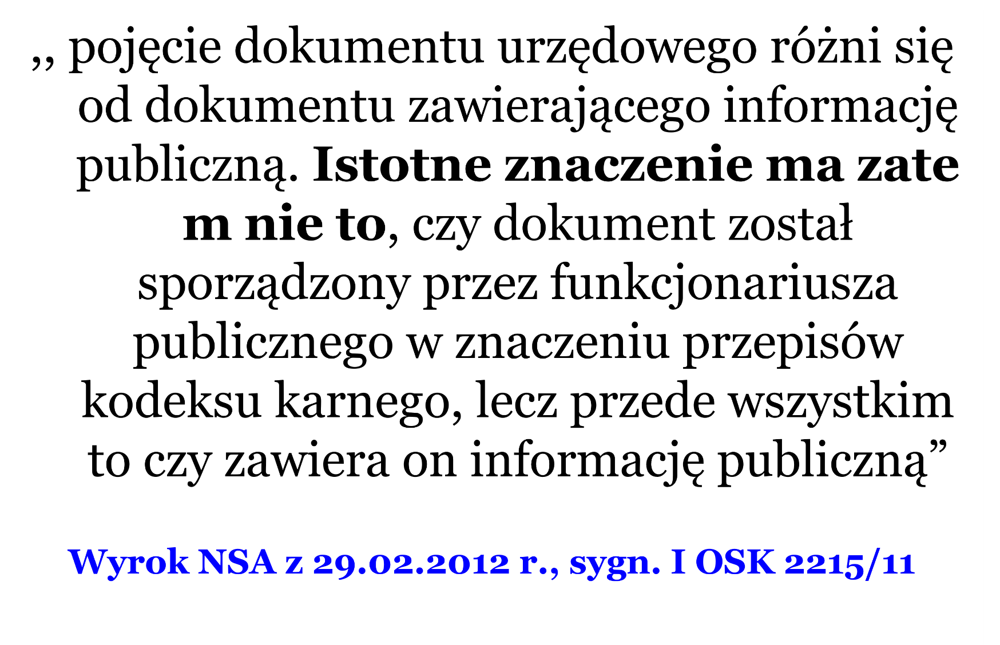 ,, pojęcie dokumentu urzędowego różni się
od dokumentu zawierającego informację
publiczną. Istotne znaczenie ma zate
m nie to, czy dokument został
sporządzony przez funkcjonariusza
publicznego w znaczeniu przepisów
kodeksu karnego, lecz przede wszystkim
to czy zawiera on informację publiczną”
Wyrok NSA z 29.02.2012 r., sygn. I OSK 2215/11